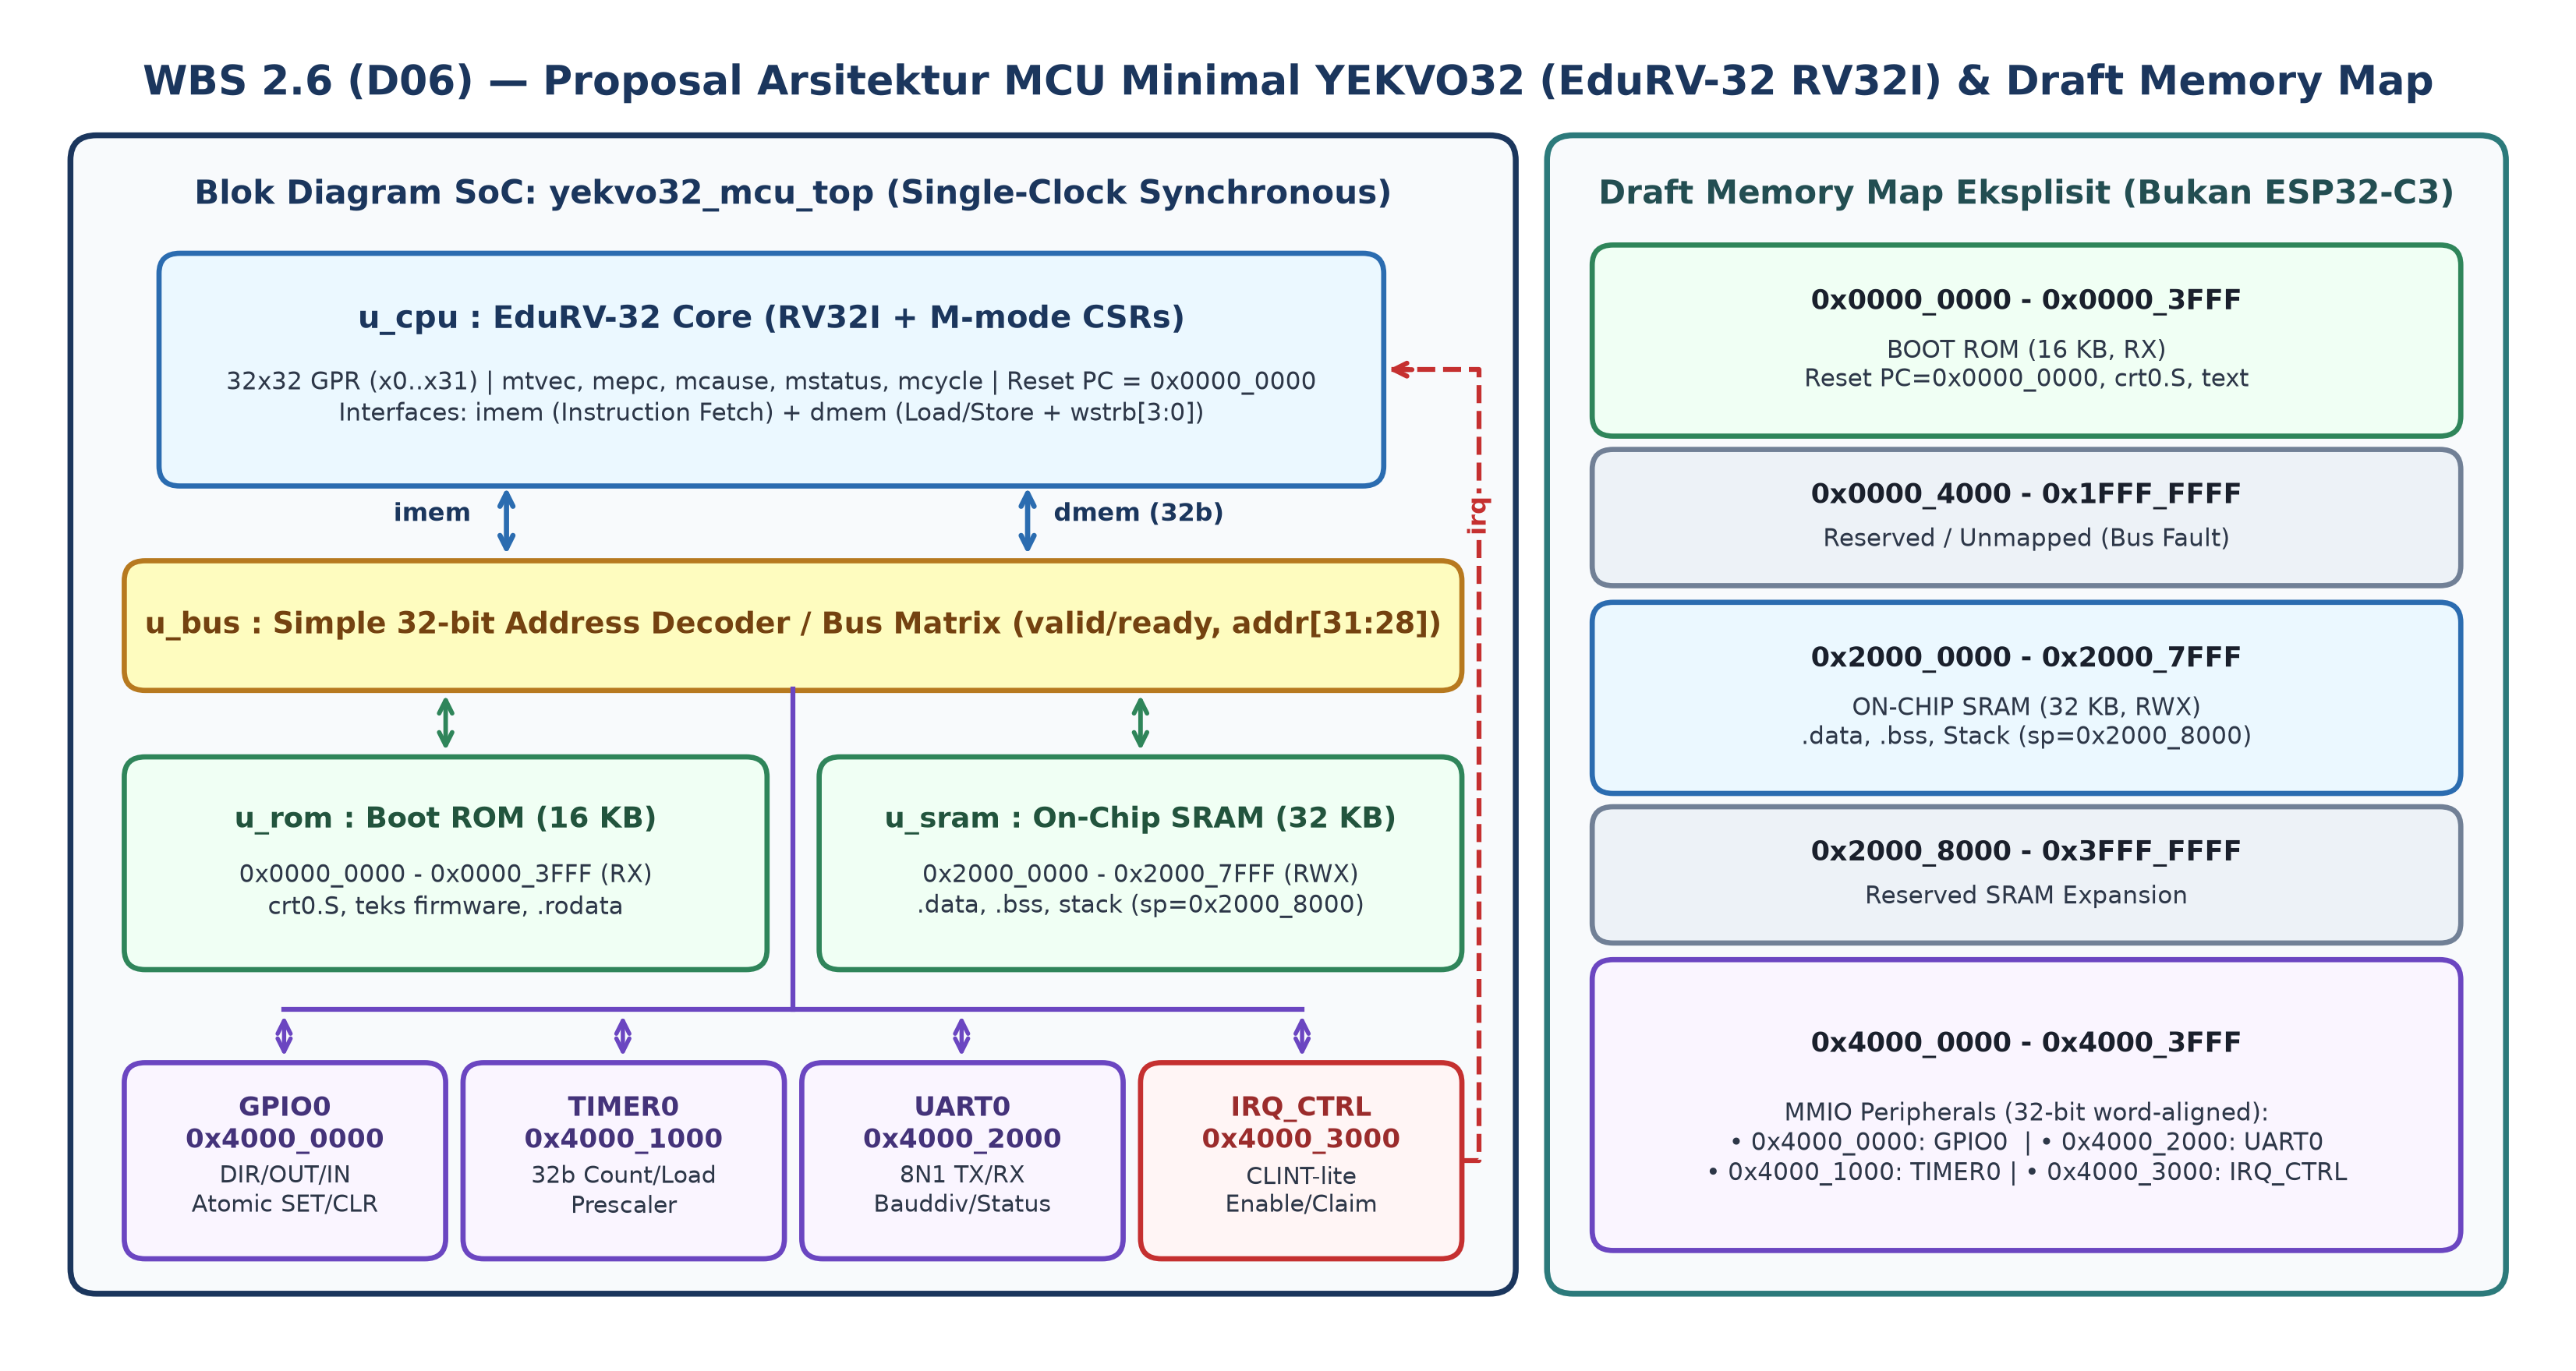 WBS 2.6 (D06) — Proposal Arsitektur MCU Minimal YEKVO32 (EduRV-32 RV32I) & Draft Memory Map
Blok Diagram SoC: yekvo32_mcu_top (Single-Clock Synchronous)
u_cpu : EduRV-32 Core (RV32I + M-mode CSRs)
32x32 GPR (x0..x31) | mtvec, mepc, mcause, mstatus, mcycle | Reset PC = 0x0000_0000
Interfaces: imem (Instruction Fetch) + dmem (Load/Store + wstrb[3:0])
imem
dmem (32b)
irq
u_bus : Simple 32-bit Address Decoder / Bus Matrix (valid/ready, addr[31:28])
u_rom : Boot ROM (16 KB)
0x0000_0000 - 0x0000_3FFF (RX)
crt0.S, teks firmware, .rodata
u_sram : On-Chip SRAM (32 KB)
0x2000_0000 - 0x2000_7FFF (RWX)
.data, .bss, stack (sp=0x2000_8000)
GPIO0
0x4000_0000
DIR/OUT/IN
Atomic SET/CLR
TIMER0
0x4000_1000
32b Count/Load
Prescaler
UART0
0x4000_2000
8N1 TX/RX
Bauddiv/Status
IRQ_CTRL
0x4000_3000
CLINT-lite
Enable/Claim
Draft Memory Map Eksplisit (Bukan ESP32-C3)
0x0000_0000 - 0x0000_3FFF
BOOT ROM (16 KB, RX)
Reset PC=0x0000_0000, crt0.S, text
0x0000_4000 - 0x1FFF_FFFF
Reserved / Unmapped (Bus Fault)
0x2000_0000 - 0x2000_7FFF
ON-CHIP SRAM (32 KB, RWX)
.data, .bss, Stack (sp=0x2000_8000)
0x2000_8000 - 0x3FFF_FFFF
Reserved SRAM Expansion
0x4000_0000 - 0x4000_3FFF
MMIO Peripherals (32-bit word-aligned):
• 0x4000_0000: GPIO0 | • 0x4000_2000: UART0
• 0x4000_1000: TIMER0 | • 0x4000_3000: IRQ_CTRL